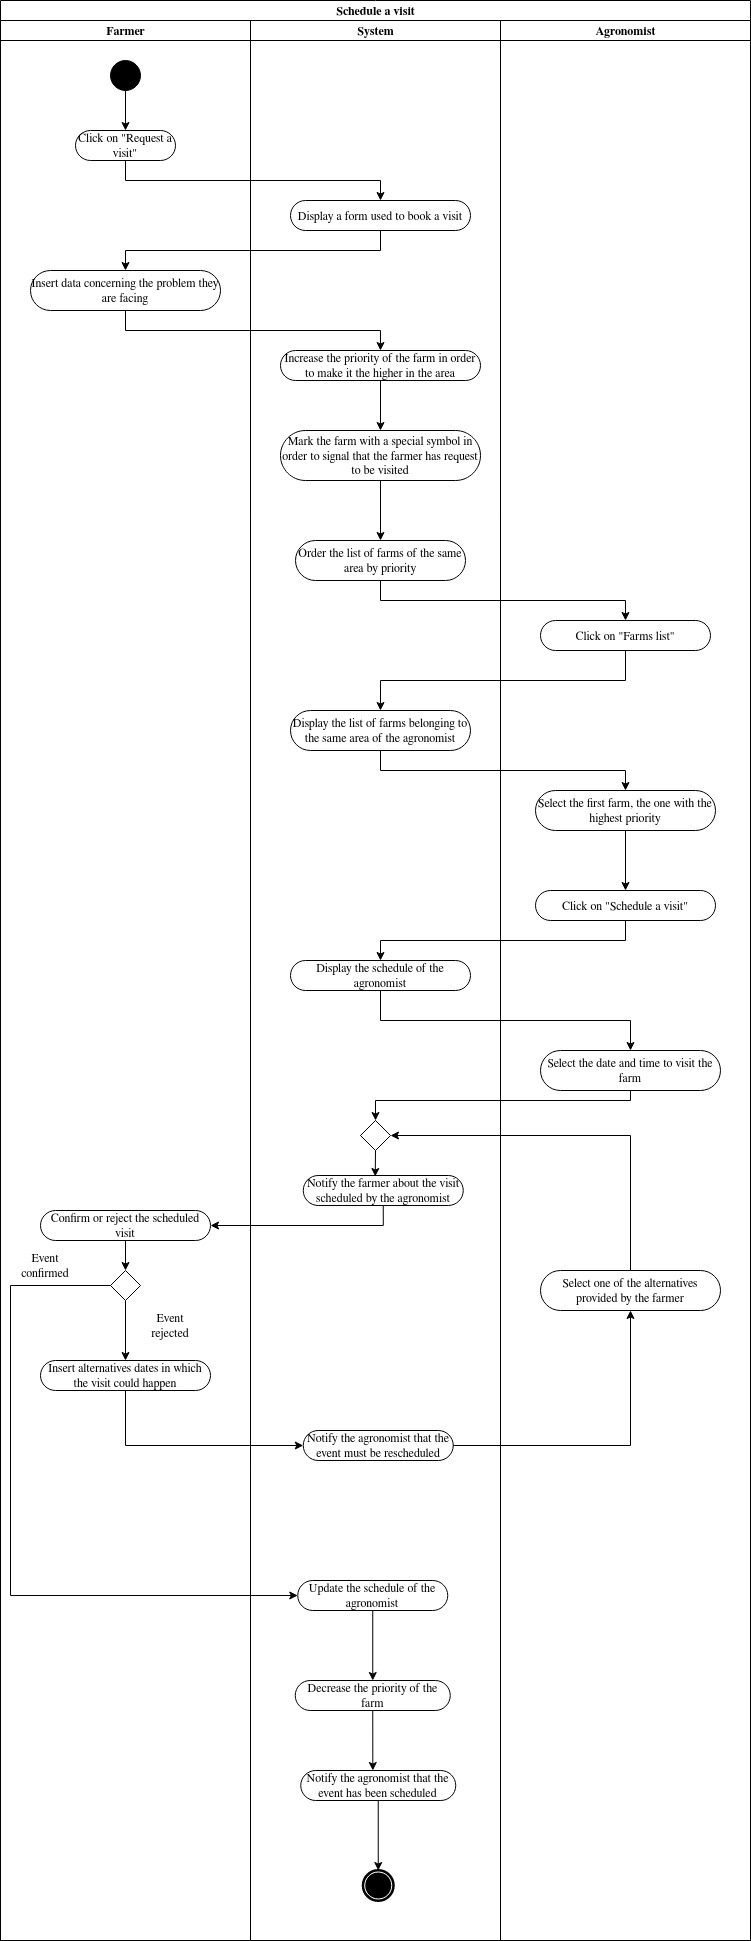 Schedule a visit
Farmer
System
Agronomist
Click on "Request a
visit"
Display a form used to book a visit
Insert data concerning the problem they
are facing
Increase the priority of the farm in order
to make it the higher in the area
Mark the farm with a special symbol in
order to signal that the farmer has request
to be visited
Order the list of farms of the same
area by priority
Click on "Farms list"
Display the list of farms belonging to
the same area of the agronomist
Select the first farm, the one with the
highest priority
Click on "Schedule a visit"
Display the schedule of the
agronomist
Select the date and time to visit the
farm
Notify the farmer about the visit
scheduled by the agronomist
Confirm or reject the scheduled
visit
Event
confirmed
Select one of the alternatives
provided by the farmer
Event
rejected
Insert alternatives dates in which
the visit could happen
Notify the agronomist that the
event must be rescheduled
Update the schedule of the
agronomist
Decrease the priority of the
farm
Notify the agronomist that the
event has been scheduled